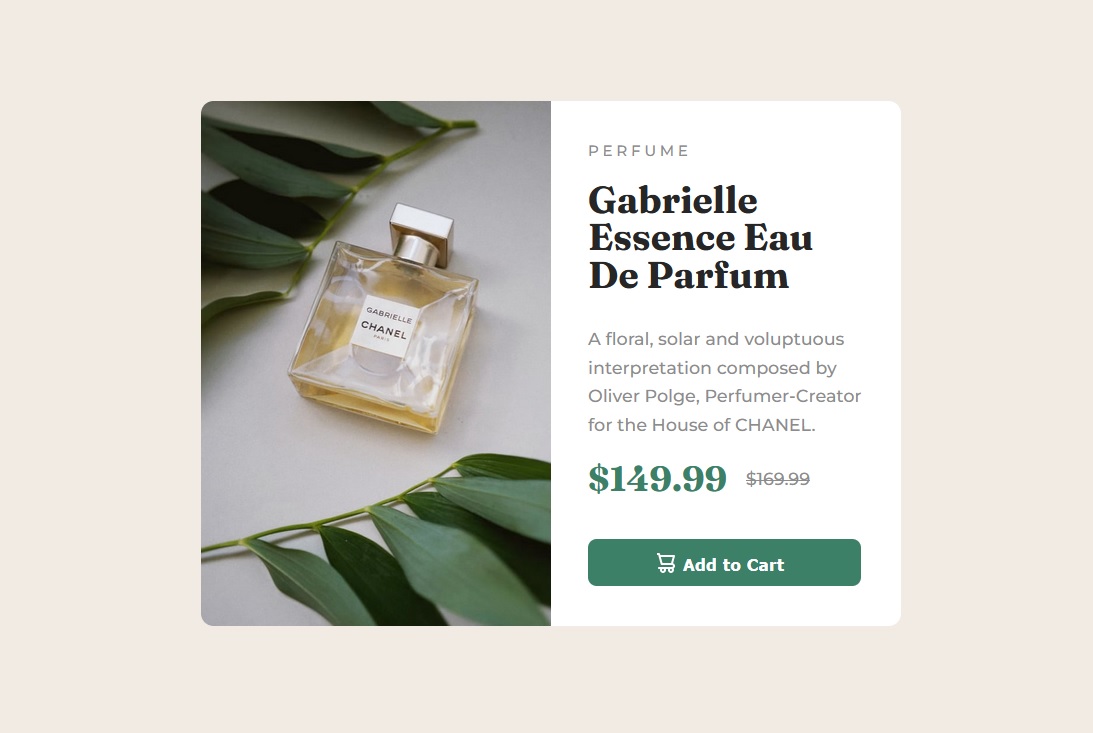 GABRIELLE
CHANEL
PARIS
PERFUME
Gabrielle
Essence Eau
De Parfum
A floral, solar and voluptuous
interpretation composed by
Oliver Polge, Perfumer-Creator
for the House of CHANEL.
$149.99 $169.99
Add to Cart